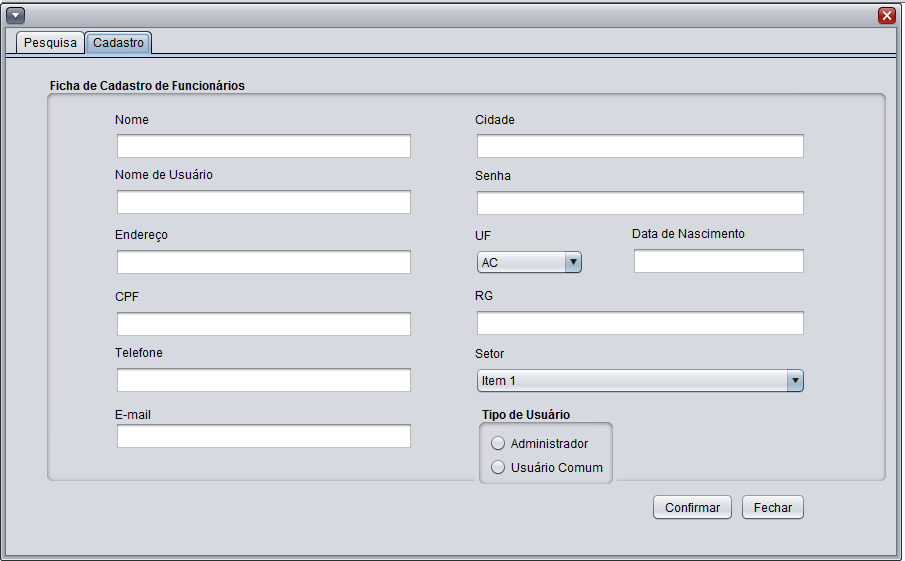 Pesquisa Cadastro
Ficha de Cadastro de Funcionários
Nome Cidade
Nome de Usuário Senha
Endereço UF Data de Nascimento
AC
CPF RG
Telefone Setor
Item 1
E-mail Tipo de Usuário
Administrador
Usuário Comum
Confirmar Fechar